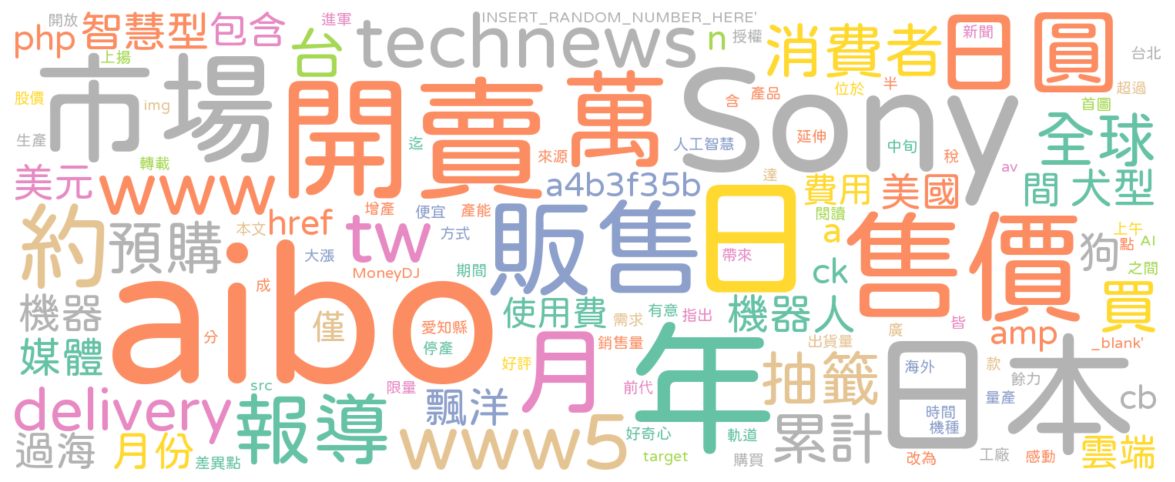 開放
進軍
INSERT_RANDOM_NUMBER_HERE'
新聞
php
智慧型
包含
台
technews
n
授權
消費者
日圓
台北
上揚
市場
開賣
萬
Sony
股價
img
含
產品
位於
半
首圖
超過
生產
轉載
迄
來源
人工智慧
延伸
中旬
稅
全球
美元
www
a4b3f35b
達
費用
美國
av
間
犬型
約
預購
href
增產
本文
tw
便宜
產能
方式
販售
日
閱讀
a
售價
狗
上午
點
AI
之間
大漲
MoneyDJ
期間
帶來
ck
aibo
成
機器
僅
愛知縣
停產
使用費
有意
指出
機器人
買
媒體
分
好評
月
需求
銷售量
年
出貨量
廣
皆
amp
_blank'
delivery
src
限量
飄洋
前代
抽籤
日本
海外
款
餘力
量產
cb
報導
www5
好奇心
軌道
累計
時間
機種
過海
月份
差異點
target
購買
改為
工廠
感動
雲端